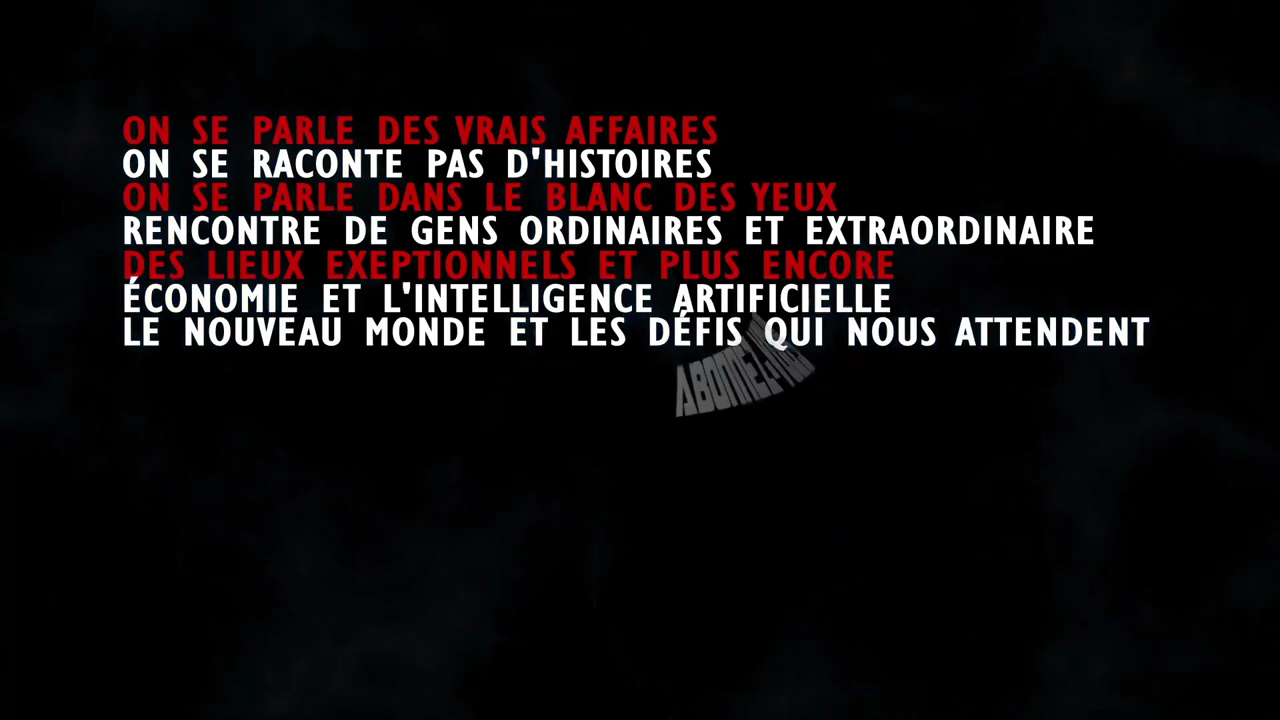 ON SE PARLE DES VRAIS AFFAIRES
ON SE RACONTE PAS D'HISTOIRES
ON SE PARLE DANS LE BLANC DES YEUX
RENCONTRE DE GENS ORDINAIRES ET EXTRAORDINAIRE
DES LIEUX EXEPTIONNELS ET PLUS ENCORE
ÉCONOMIE ET L'INTELLIGENCE ARTIFICIELLE
LE NOUVEAU MONDE ET LES DÉFIS QUI NOUS ATTENDENT